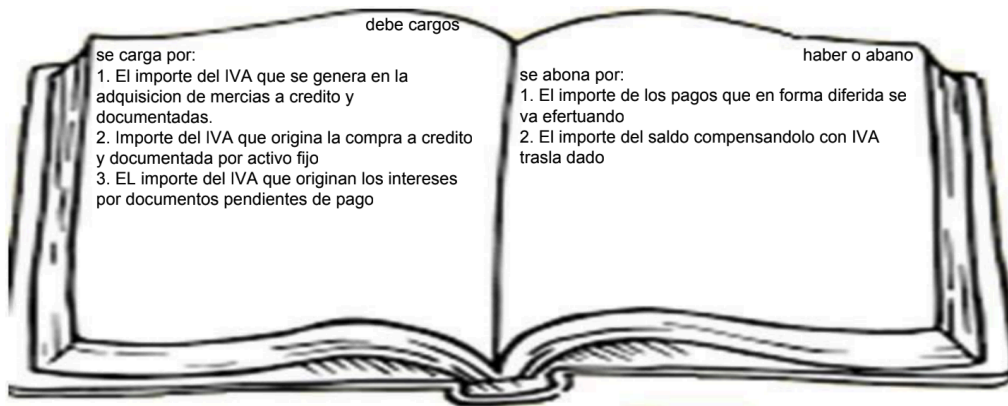 debe cargos
se carga por:
1. El importe del IVA que se genera en la
adquisicion de mercias a credito y
documentadas.
2. Importe del IVA que origina la compra a credito
y documentada por activo fijo
3. EL importe del IVA que originan los intereses
por documentos pendientes de pago
haber o abano
se abona por:
1. El importe de los pagos que en forma diferida se
va efertuando
2. El importe del saldo compensandolo con IVA
trasla dado